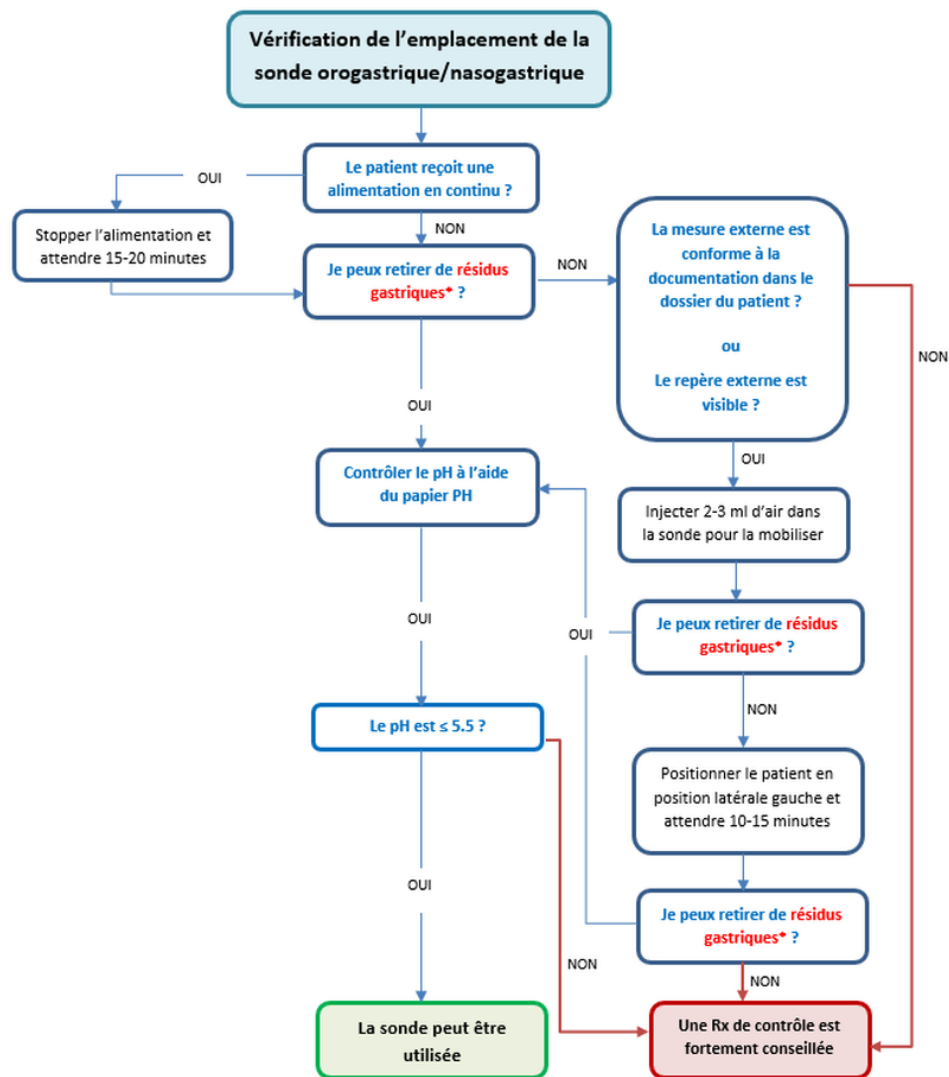 Vérification de l’emplacement de la
sonde orogastrique/nasogastrique
Le patient reçoit une
alimentation en continu ?
OUI
Stopper l’alimentation et
attendre 15-20 minutes
NON
Je peux retirer de résidus
gastriques* ?
NON
La mesure externe est
conforme à la
documentation dans le
dossier du patient ?
ou
Le repère externe est
visible ?
NON
OUI
OUI
Contrôler le pH à l’aide
du papier PH
Injecter 2-3 ml d’air dans
la sonde pour la mobiliser
OUI
OUI
Je peux retirer de résidus
gastriques* ?
NON
Le pH est ≤ 5.5 ?
Positionner le patient en
position latérale gauche et
attendre 10-15 minutes
OUI
Je peux retirer de résidus
gastriques* ?
NON
NON
La sonde peut être
utilisée
Une Rx de contrôle est
fortement conseillée